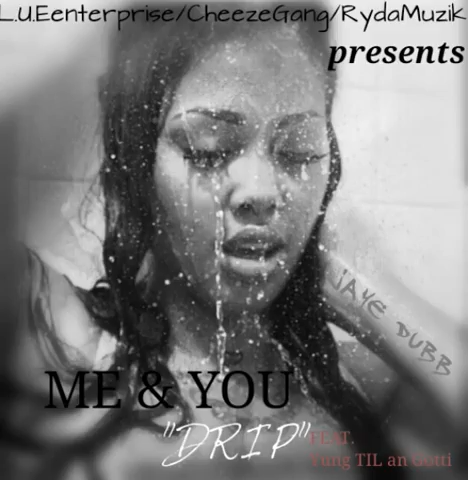 L.U.Eenterprise/CheezeGang/RydaMuzik
presents
JAYE DUBB
ME & YOU
"DRIP"
FEAT.
Yung TIL an Gotti